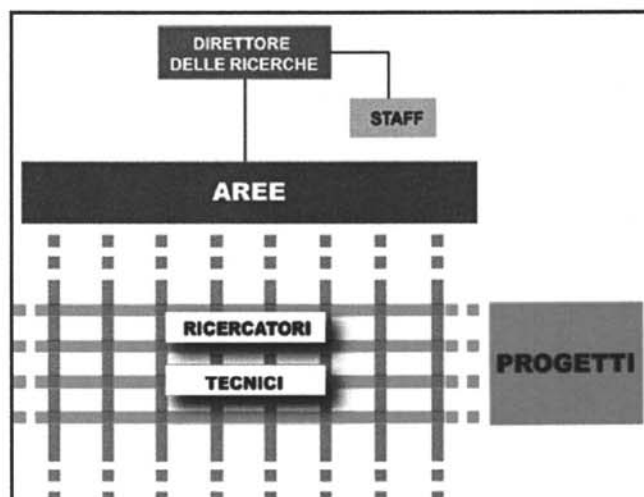 DIRETTORE
DELLE RICERCHE
STAFF
AREE
RICERCATORI
PROGETTI
TECNICI